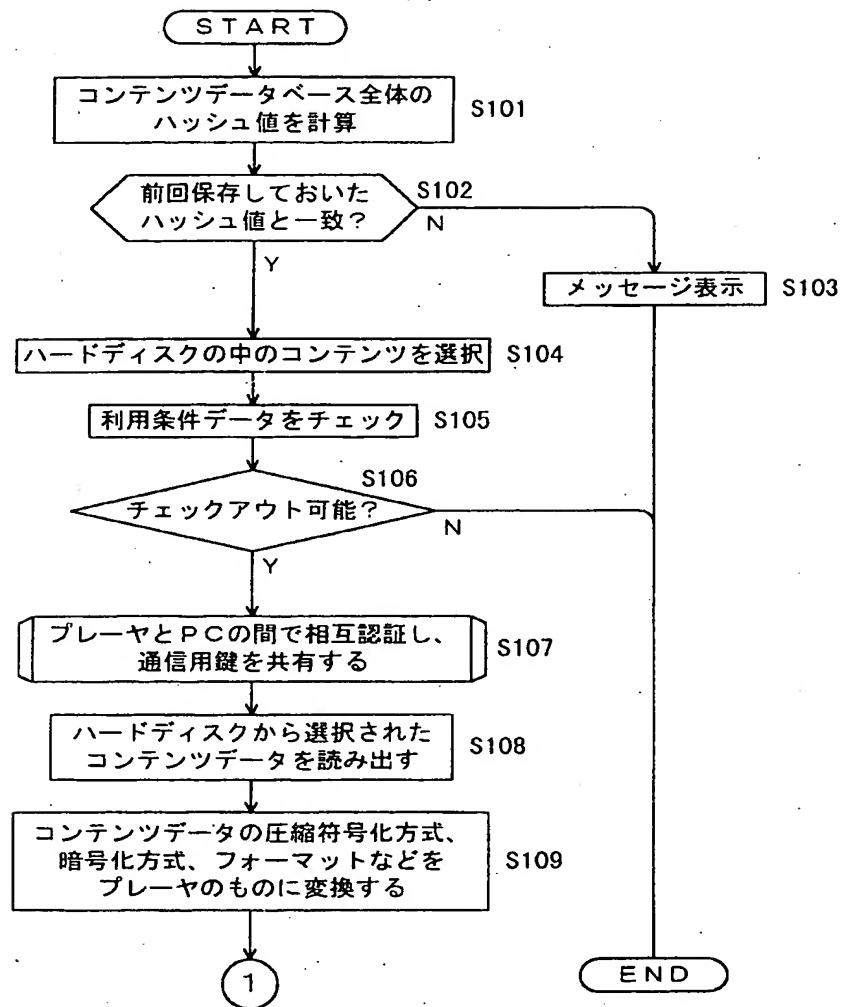 START
コンテンツデータベース全体の
ハッシュ値を計算
S101
前回保存しておいた
ハッシュ値と一致?
S102
N
Y
メッセージ表示
S103
ハードディスクの中のコンテンツを選択
S104
利用条件データをチェック
S105
S106
チェックアウト可能?
N
Y
プレーヤとPCの間で相互認証し、
通信用鍵を共有する
S107
ハードディスクから選択された
コンテンツデータを読み出す
S108
コンテンツデータの圧縮符号化方式、
暗号化方式、フォーマットなどを
プレーヤのものに変換する
S109
1
END